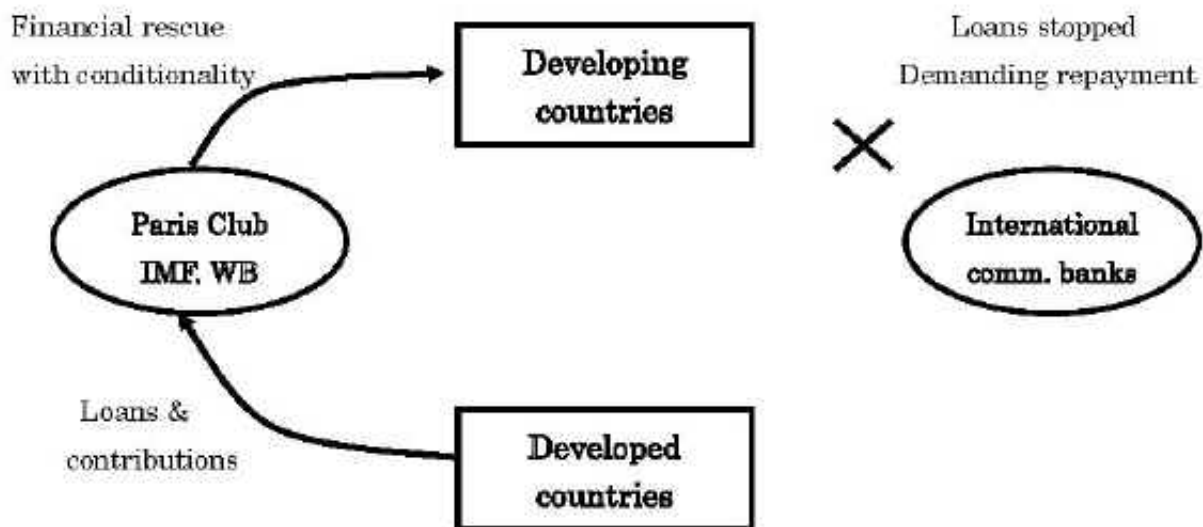 Financial rescue
with conditionality
Developing
countries
Loans stopped
Demanding repayment
Paris Club
IMF, WB
International
comm. banks
Loans &
contributions
Developed
countries